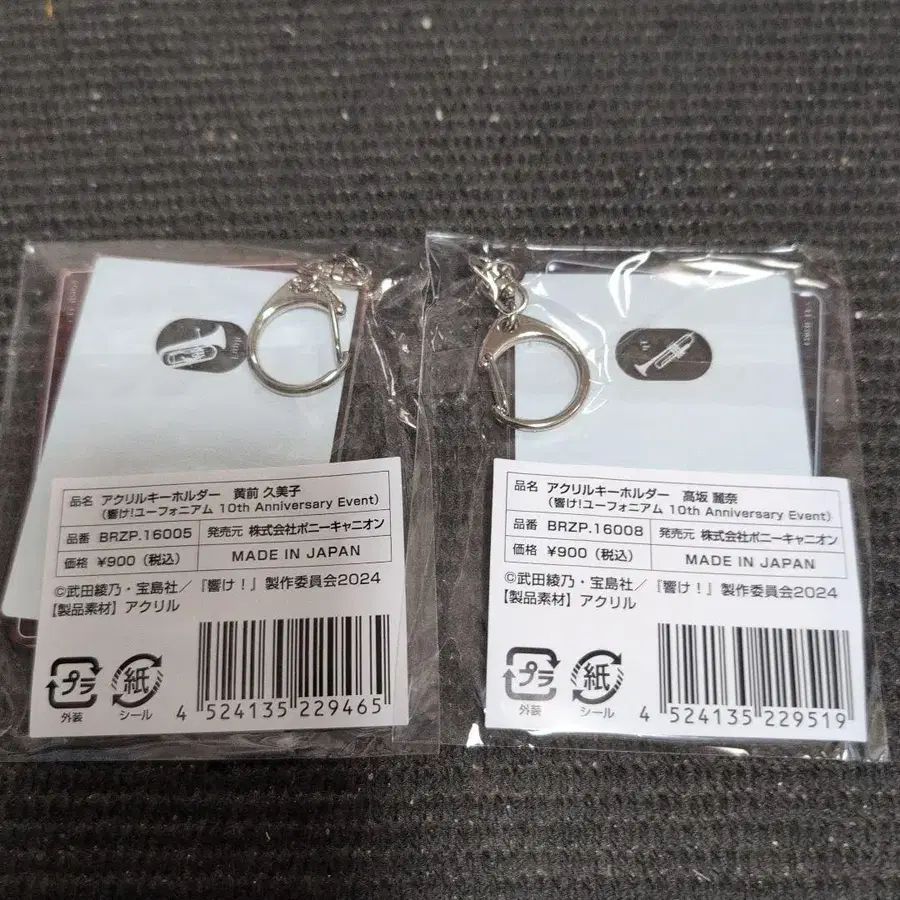 品名 アクリルキーホルダー 黄前 久美子
(響け!ユーフォニアム 10th Anniversary Event)
品番 BRZP.16005 発売元 株式会社ポニーキャニオン
価格 ¥900(税込) MADE IN JAPAN
©武田綾乃・宝島社/『響け!』製作委員会2024
【製品素材】アクリル
プラ 紙
外装 シール
4 524135 229465
品名 アクリルキーホルダー 高坂 麗奈
(響け!ユーフォニアム 10th Anniversary Event)
品番 BRZP.16008 発売元 株式会社ポニーキャニオン
価格 ¥900(税込) MADE IN JAPAN
©武田綾乃・宝島社/『響け!』製作委員会2024
【製品素材】アクリル
プラ 紙
外装 シール
4 524135 229519